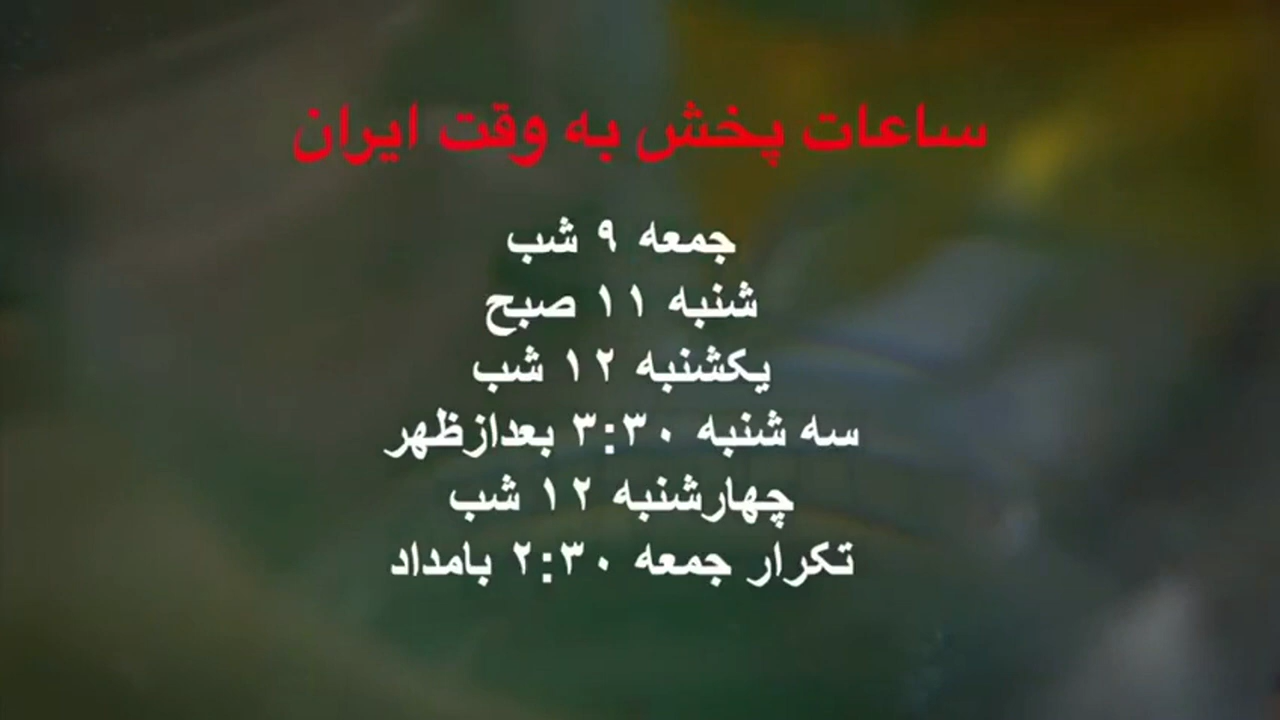 ساعات پخش به وقت ایران
جمعه ۹ شب
شنبه ۱۱ صبح
یکشنبه ۱۲ شب
سه شنبه ۳:۳۰ بعدازظهر
چهارشنبه ۱۲ شب
تکرار جمعه ۲:۳۰ بامداد